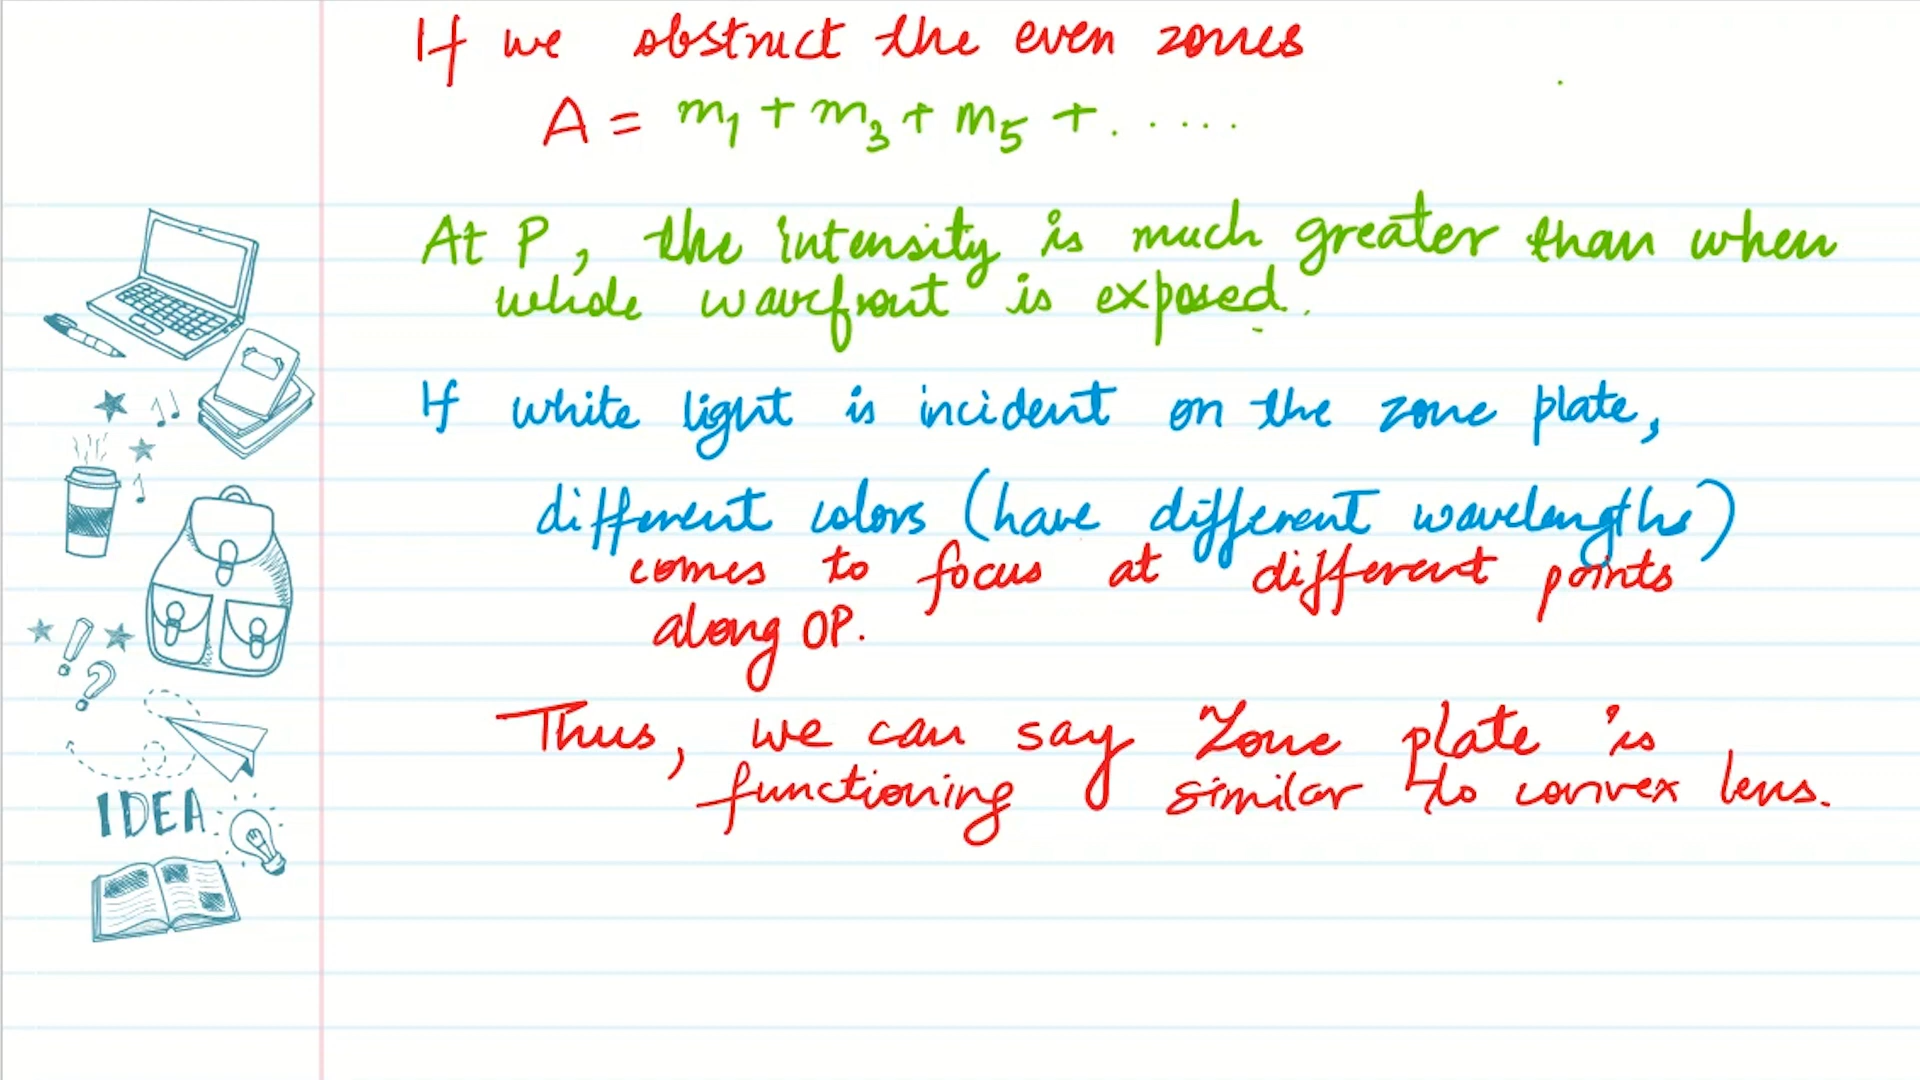 If we obstruct the even zones
A = m₁ + m₃ + m₅ + . . . . .
At P, the intensity is much greater than when
whole wavefront is exposed.
If white light is incident on the zone plate,
different colors (have different wavelengths)
comes to focus at different points
along OP.
Thus, we can say Zone plate is
functioning similar to convex lens.
! ?
IDEA